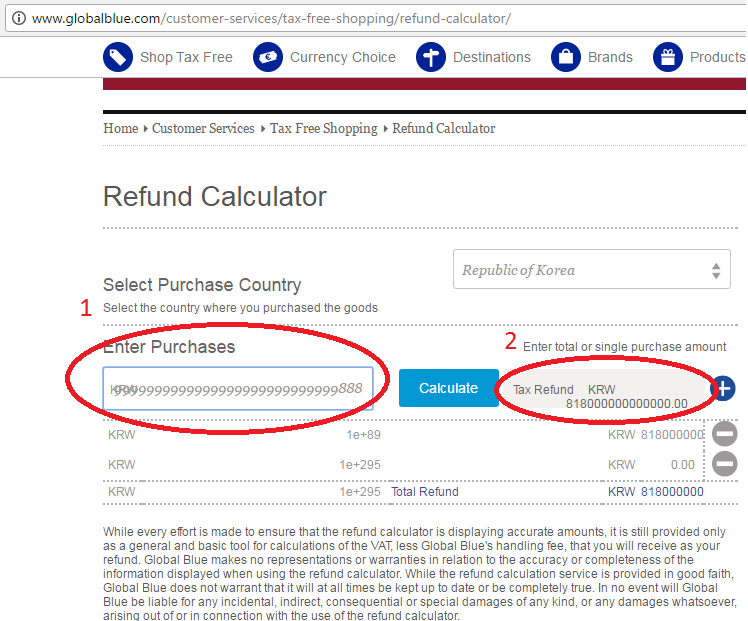 www.globalblue.com/customer-services/tax-free-shopping/refund-calculator/
Shop Tax Free Currency Choice Destinations Brands Products
Home Customer Services Tax Free Shopping Refund Calculator
Refund Calculator
Republic of Korea
Select Purchase Country
1 Select the country where you purchased the goods
Enter Purchases
2 Enter total or single purchase amount
KRW
Calculate
Tax Refund KRW
818000000000000.00
KRW 1e+89 KRW 818000000
KRW 1e+295 KRW 0.00
KRW 1e+295 Total Refund KRW 818000000
While every effort is made to ensure that the refund calculator is displaying accurate amounts, it is still provided only
as a general and basic tool for calculations of the VAT, less Global Blue's handling fee, that you will receive as your
refund. Global Blue makes no representations or warranties in relation to the accuracy or completeness of the
information displayed when using the refund calculator. While the refund calculation service is provided in good faith,
Global Blue does not warrant that it will at all times be kept up to date or be completely true. In no event will Global
Blue be liable for any incidental, indirect, consequential or special damages of any kind, or any damages whatsoever,
arising out of or in connection with the use of the refund calculator.